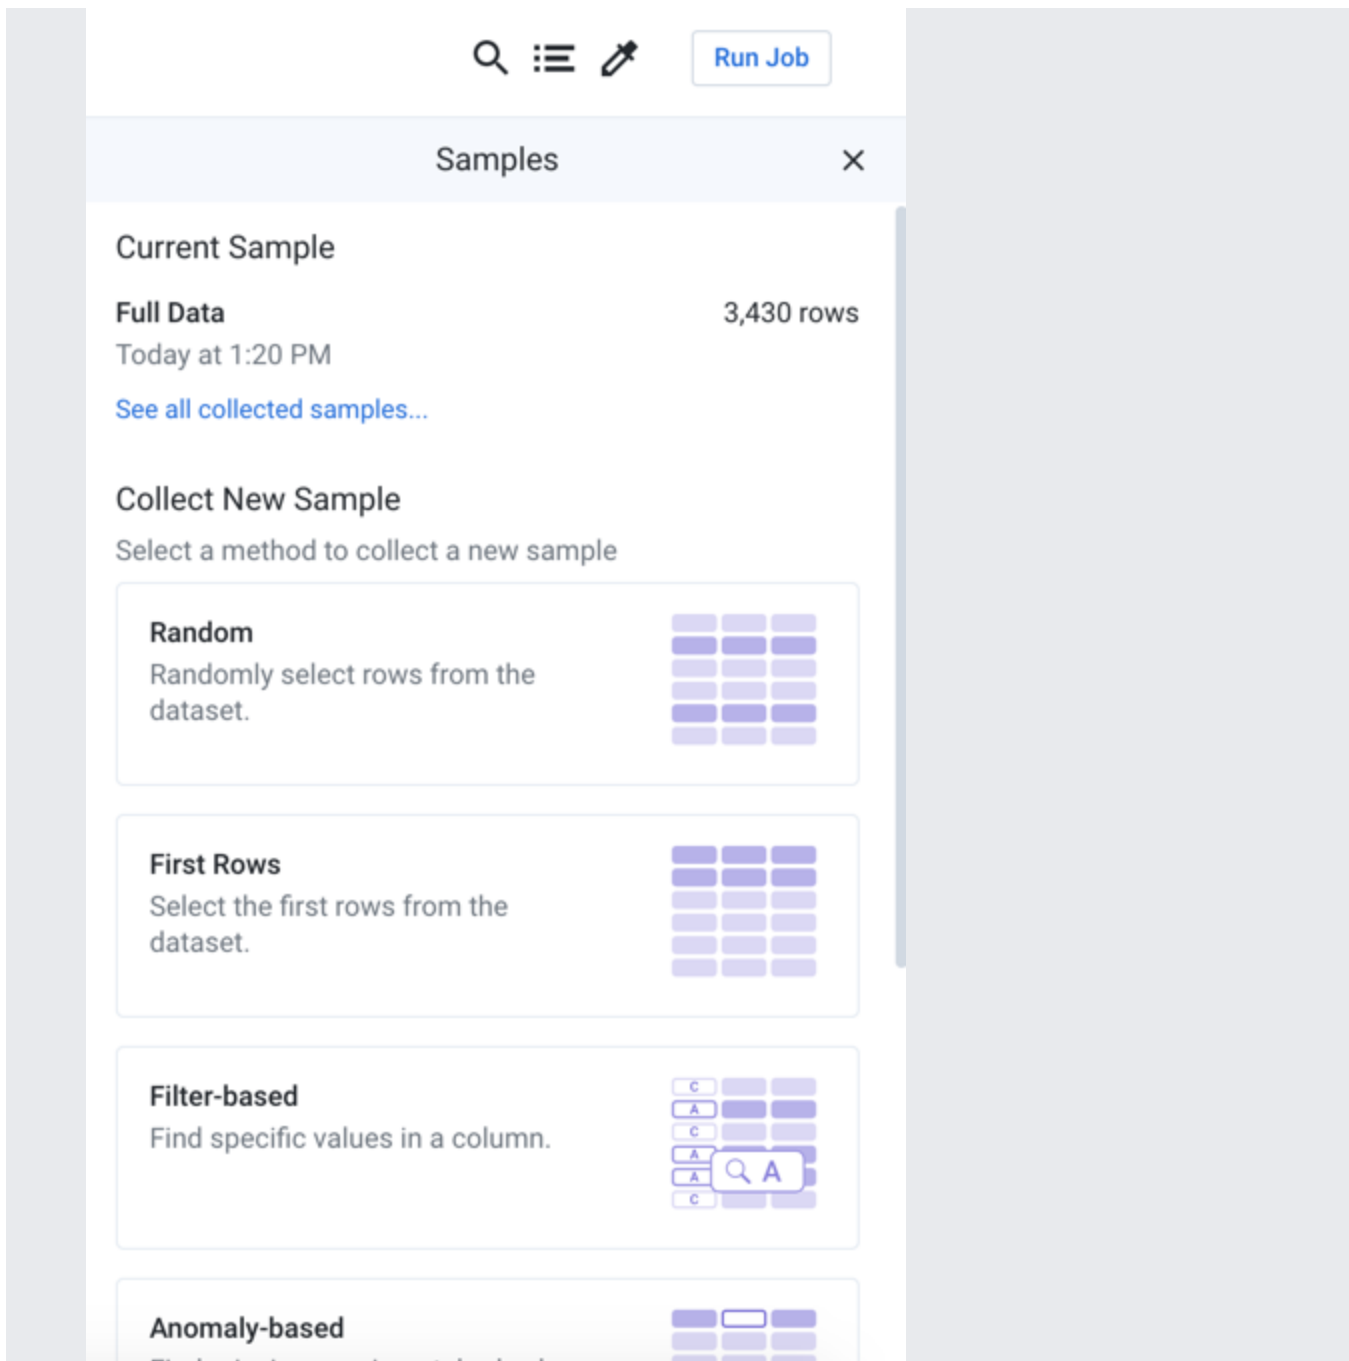 Run Job
Samples
Current Sample
Full Data 3,430 rows
Today at 1:20 PM
See all collected samples...
Collect New Sample
Select a method to collect a new sample
Random
Randomly select rows from the
dataset.
First Rows
Select the first rows from the
dataset.
Filter-based
Find specific values in a column.
C
A
C
A
A
A
C
Anomaly-based